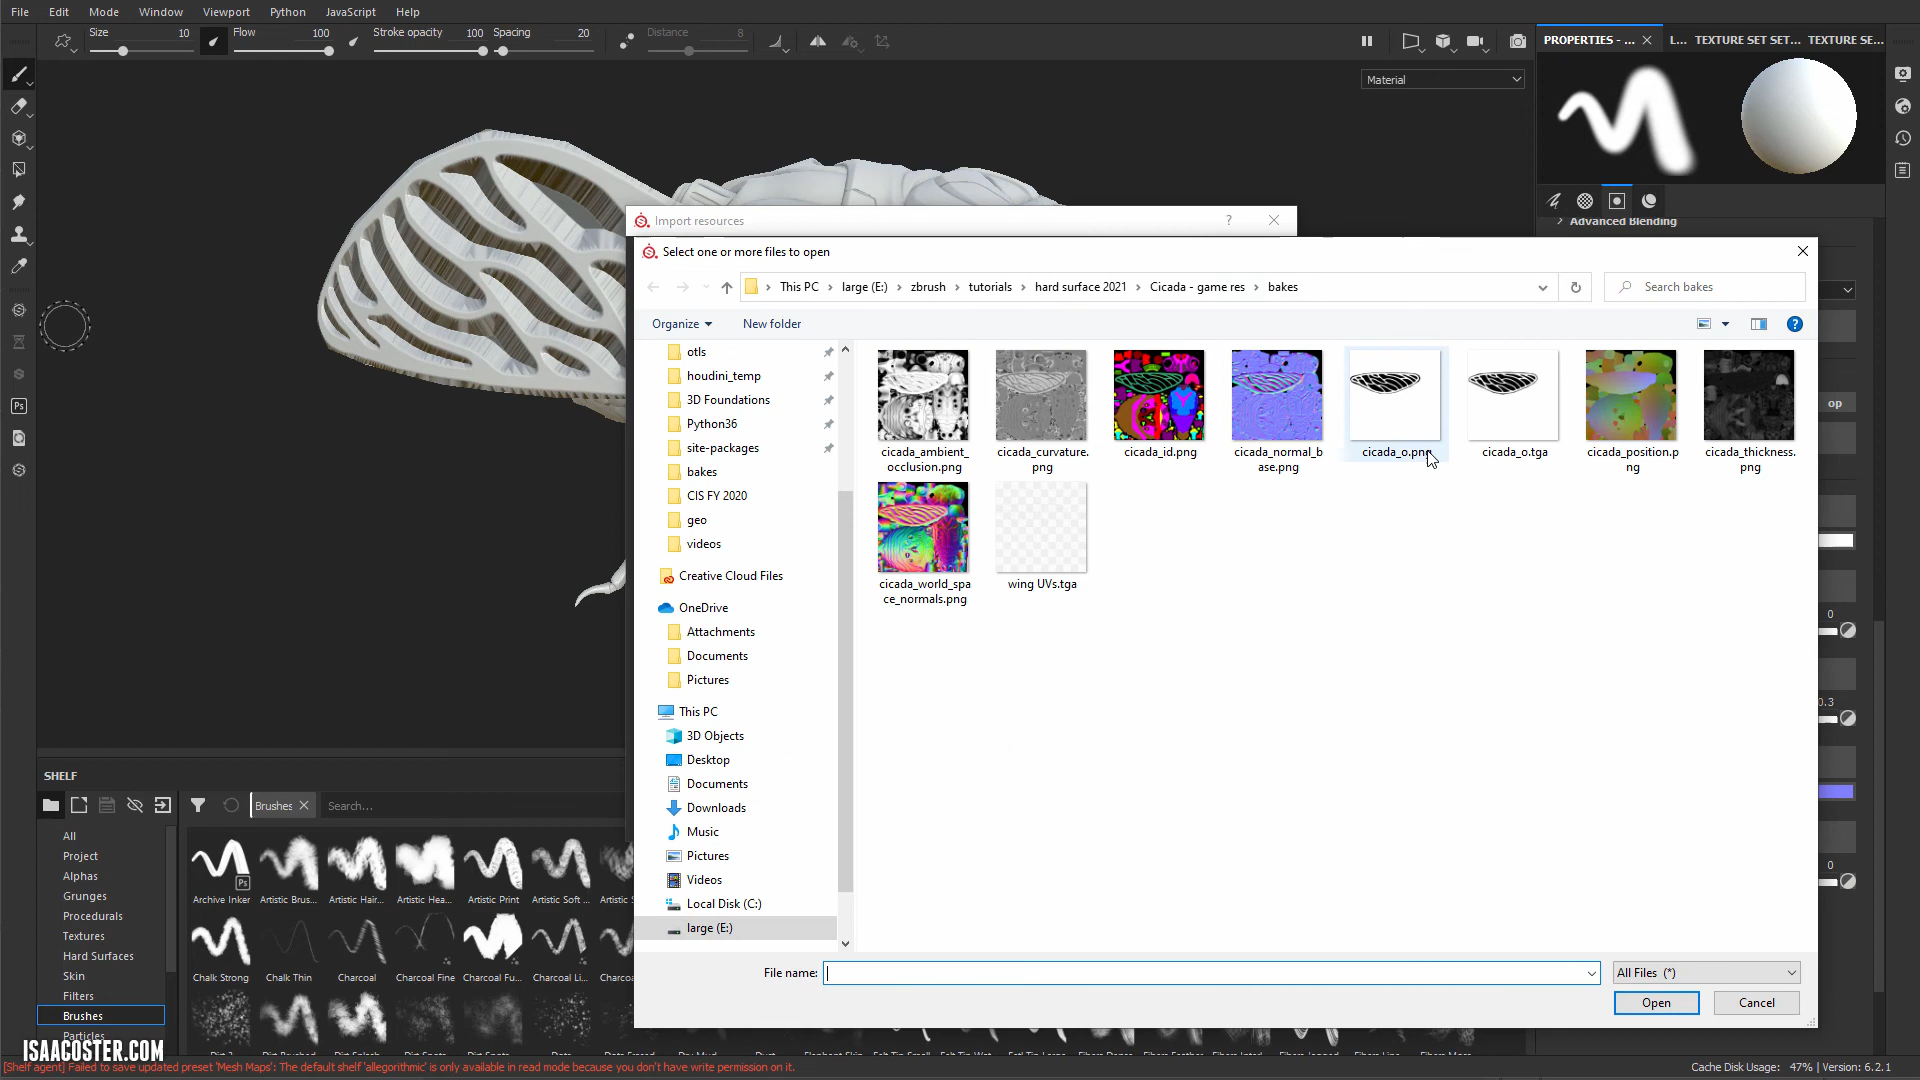 File Edit Mode Window Viewport Python JavaScript Help
Size 10 Flow 100 Stroke opacity 100 Spacing 20 Distance 8
PROPERTIES - ... L... TEXTURE SET SET... TEXTURE SE...
Material
Advanced Blending
Import resources ?
Select one or more files to open
This PC large (E:) zbrush tutorials hard surface 2021 Cicada - game res bakes
Search bakes
Organize New folder
otls
houdini_temp
3D Foundations
Python36
site-packages
bakes
CIS FY 2020
geo
videos
Creative Cloud Files
OneDrive
Attachments
Documents
Pictures
This PC
3D Objects
Desktop
Documents
Downloads
Music
Pictures
Videos
Local Disk (C:)
large (E:)
cicada_ambient_
occlusion.png
cicada_curvature.
png
cicada_id.png
cicada_normal_b
ase.png
cicada_o.png
cicada_o.tga
cicada_position.p
ng
cicada_thickness.
png
cicada_world_spa
ce_normals.png
wing UVs.tga
File name:
All Files (*)
Open Cancel
op
0
0.3
0
SHELF
Brushes
Search...
All
Project
Alphas
Grunges
Procedurals
Textures
Hard Surfaces
Skin
Filters
Brushes
Particles
Ps
Ps
Archive Inker Artistic Brus... Artistic Hair... Artistic Hea... Artistic Print Artistic Soft ... Artistic S
Chalk Strong Chalk Thin Charcoal Charcoal Fine Charcoal Fu... Charcoal Li... Charcoa
ISAACOSTER.COM
[Shelf agent] Failed to save updated preset 'Mesh Maps': The default shelf 'allegorithmic' is only available in read mode because you don't have write permission on it.
Cache Disk Usage: 47% | Version: 6.2.1